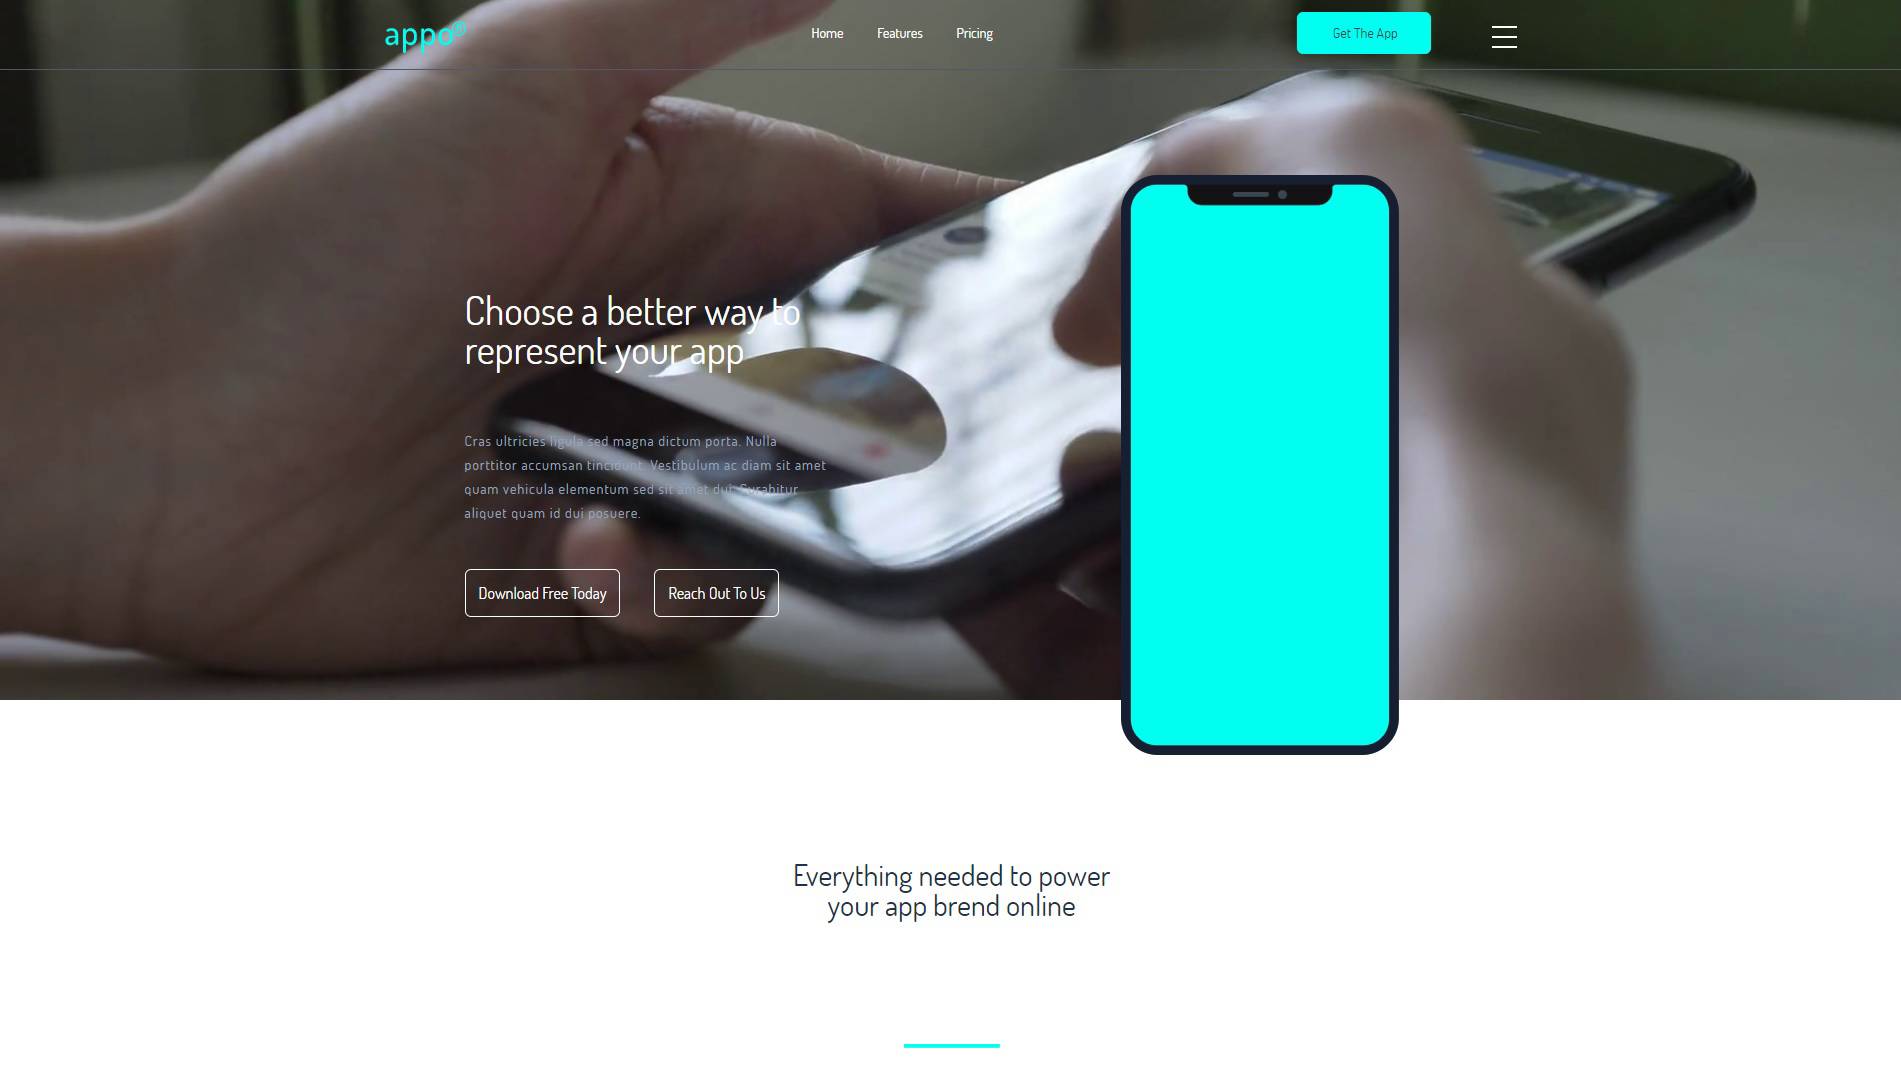 appo®
Home Features Pricing
Get The App
Choose a better way to
represent your app
Cras ultricies ligula sed magna dictum porta. Nulla
porttitor accumsan tincidunt. Vestibulum ac diam sit amet
quam vehicula elementum sed sit amet dui. Curabitur
aliquet quam id dui posuere.
Download Free Today Reach Out To Us
Everything needed to power
your app brend online